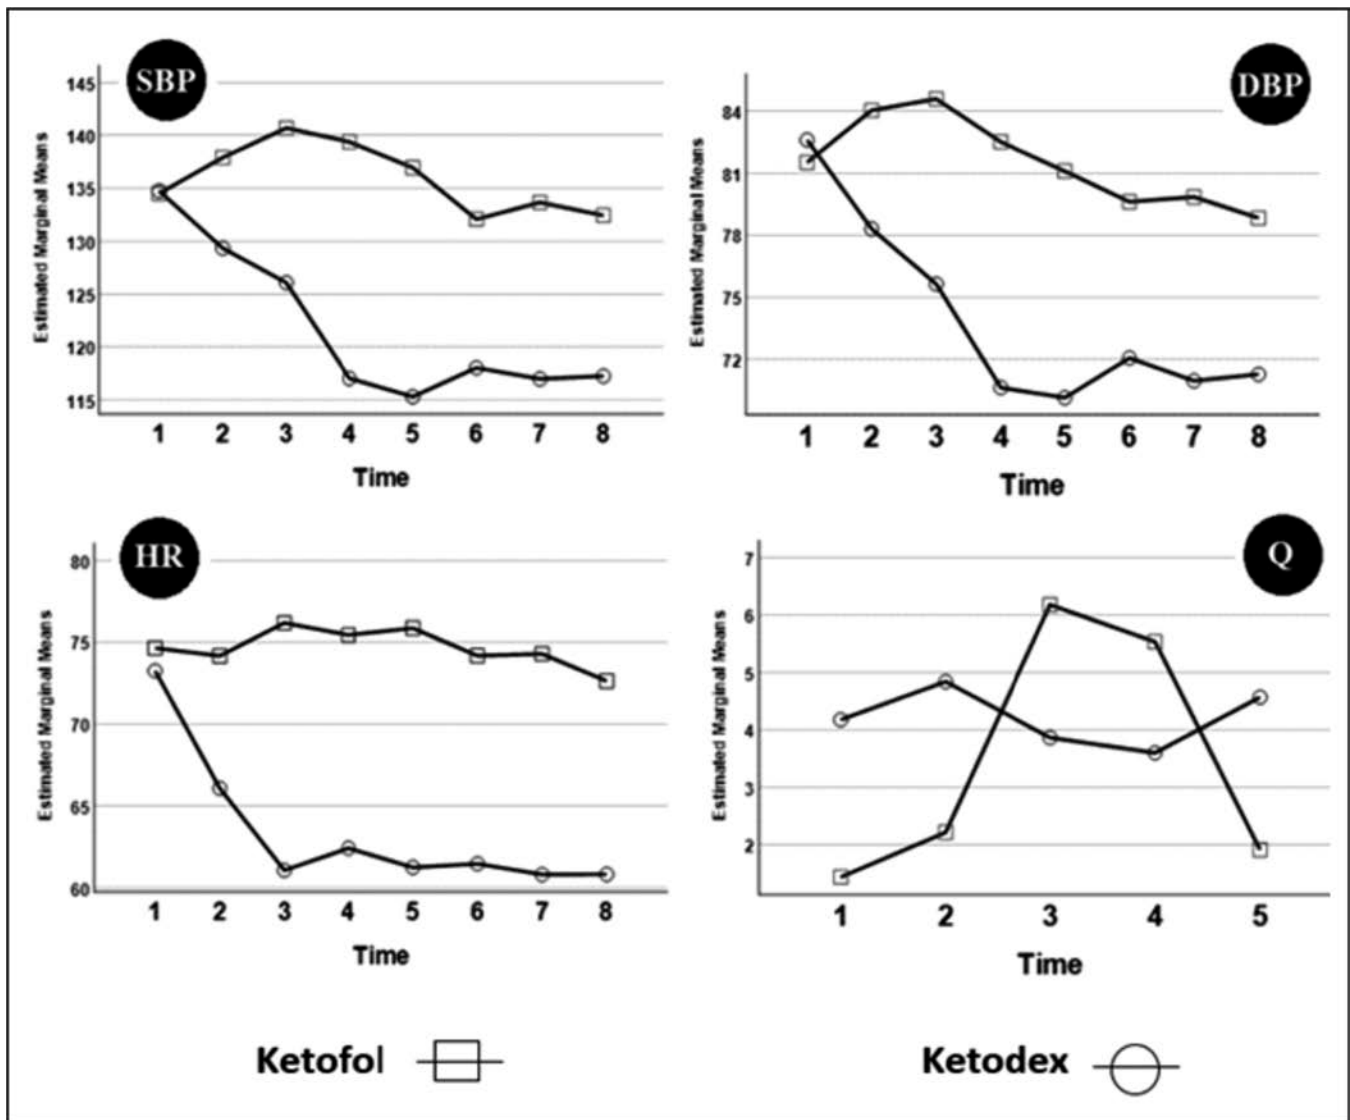 SBP
Estimated Marginal Means
145
140
135
130
125
120
115
1 2 3 4 5 6 7 8
Time
DBP
Estimated Marginal Means
84
81
78
75
72
1 2 3 4 5 6 7 8
Time
HR
Estimated Marginal Means
80
75
70
65
60
1 2 3 4 5 6 7 8
Time
Q
Estimated Marginal Means
7
6
5
4
3
2
1 2 3 4 5
Time
Ketofol
Ketodex